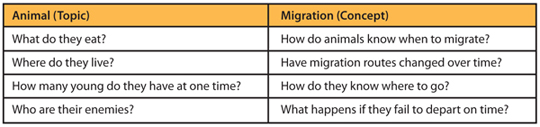 Animal (Topic) Migration (Concept)
What do they eat? How do animals know when to migrate?
Where do they live? Have migration routes changed over time?
How many young do they have at one time? How do they know where to go?
Who are their enemies? What happens if they fail to depart on time?